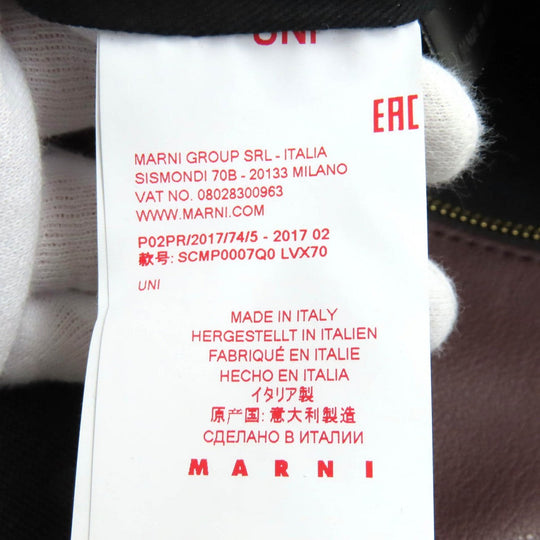 UNI
EAC
MARNI GROUP SRL - ITALIA
SISMONDI 70B - 20133 MILANO
VAT NO. 08028300963
WWW.MARNI.COM
P02PR/2017/74/5 - 2017 02
款号: SCMP0007Q0 LVX70
UNI
MADE IN ITALY
HERGESTELLT IN ITALIEN
FABRIQUÉ EN ITALIE
HECHO EN ITALIA
イタリア製
原产国: 意大利製造
СДЕЛАНО В ИТАЛИИ
MARNI